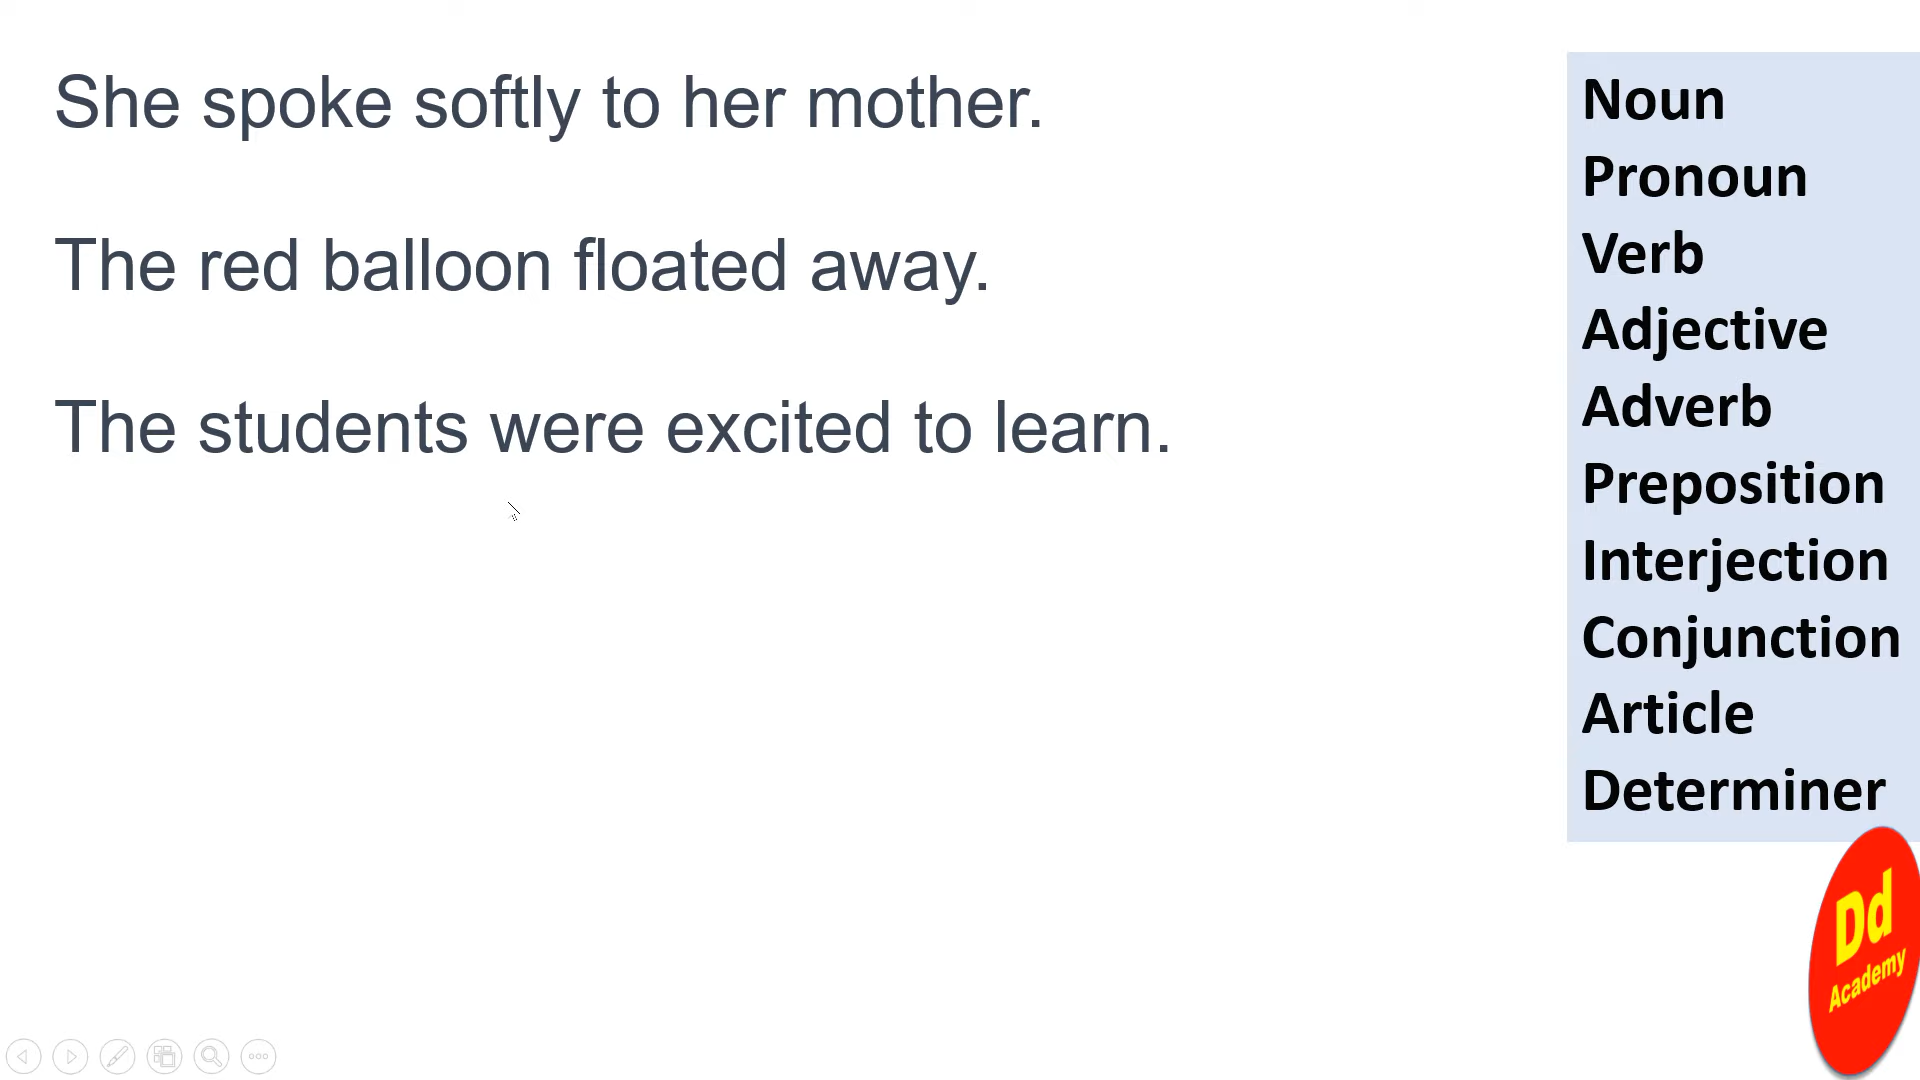 She spoke softly to her mother.
The red balloon floated away.
The students were excited to learn.
Noun
Pronoun
Verb
Adjective
Adverb
Preposition
Interjection
Conjunction
Article
Determiner
Dd
Academy